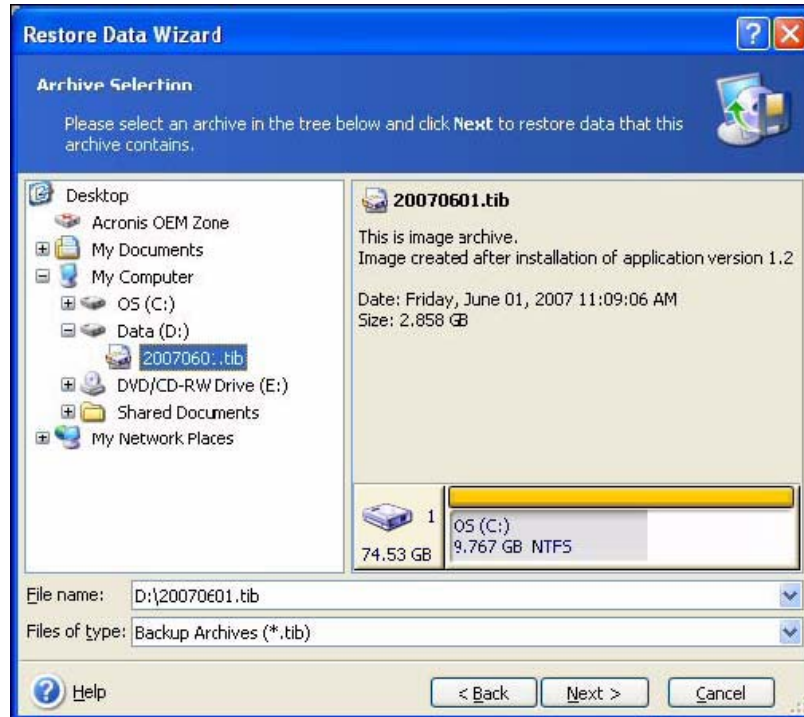 Restore Data Wizard
Archive Selection
Please select an archive in the tree below and click Next to restore data that this
archive contains.
Desktop
Acronis OEM Zone
My Documents
My Computer
OS (C:)
Data (D:)
20070601.tib
DVD/CD-RW Drive (E:)
Shared Documents
My Network Places
20070601.tib
This is image archive.
Image created after installation of application version 1.2
Date: Friday, June 01, 2007 11:09:06 AM
Size: 2.858 GB
1
74.53 GB
OS (C:)
9.767 GB NTFS
File name: D:\20070601.tib
Files of type: Backup Archives (*.tib)
Help
< Back
Next >
Cancel